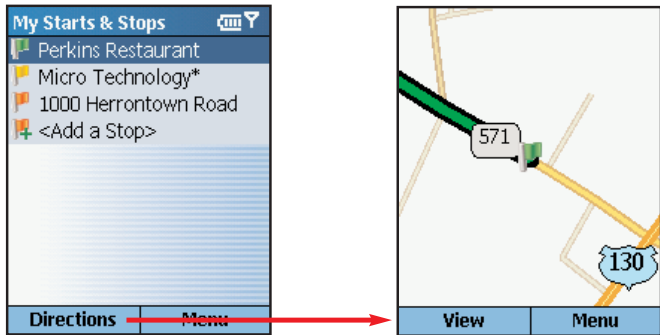 My Starts & Stops
Perkins Restaurant
Micro Technology*
1000 Herrontown Road
<Add a Stop>
Directions Menu
571
130
View Menu